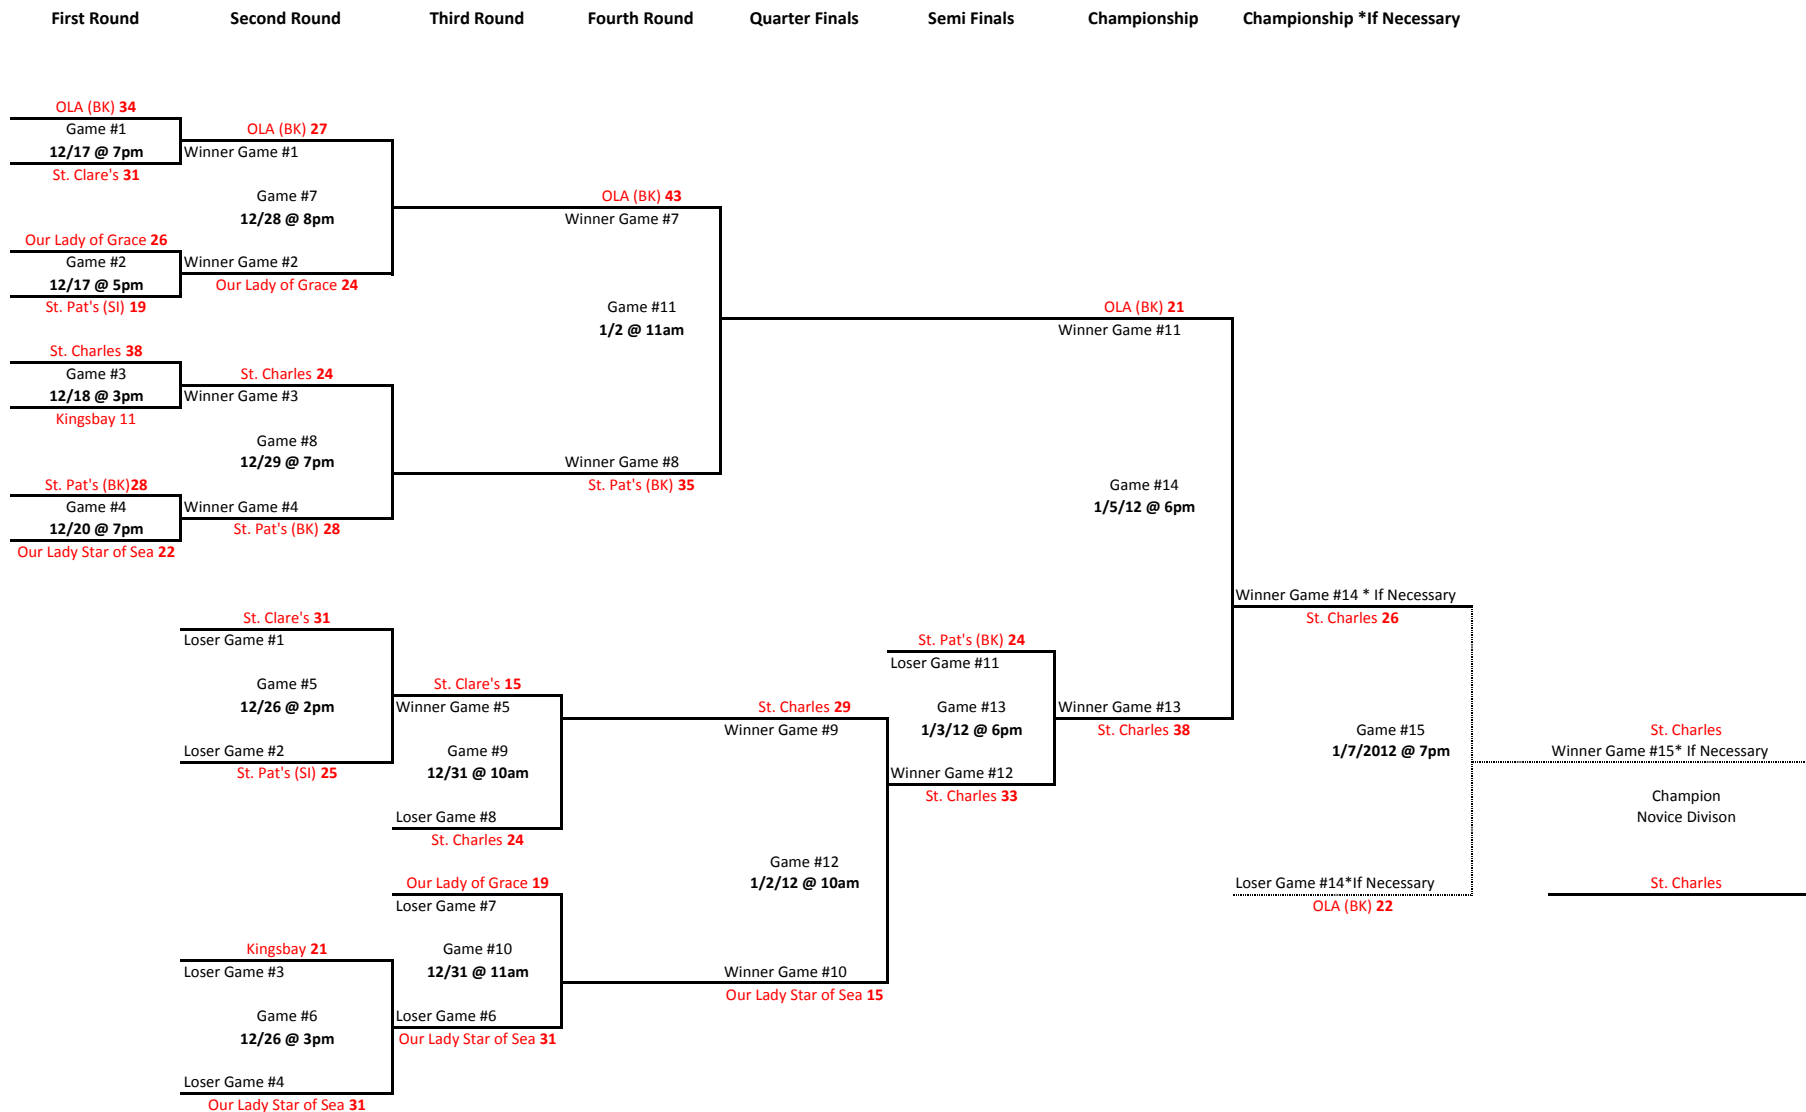 First Round
Second Round
Third Round
Fourth Round
Quarter Finals
Semi Finals
Championship
Championship *If Necessary
OLA (BK) 34
Game #1
12/17 @ 7pm
St. Clare's 31
OLA (BK) 27
Winner Game #1
Game #7
12/28 @ 8pm
Our Lady of Grace 26
Game #2
12/17 @ 5pm
St. Pat's (SI) 19
Winner Game #2
Our Lady of Grace 24
OLA (BK) 43
Winner Game #7
Game #11
1/2 @ 11am
St. Charles 38
Game #3
12/18 @ 3pm
Kingsbay 11
St. Charles 24
Winner Game #3
Game #8
12/29 @ 7pm
St. Pat's (BK)28
Game #4
12/20 @ 7pm
Our Lady Star of Sea 22
Winner Game #4
St. Pat's (BK) 28
Winner Game #8
St. Pat's (BK) 35
OLA (BK) 21
Winner Game #11
Game #14
1/5/12 @ 6pm
St. Clare's 31
Loser Game #1
Game #5
12/26 @ 2pm
Loser Game #2
St. Pat's (SI) 25
St. Clare's 15
Winner Game #5
Game #9
12/31 @ 10am
Loser Game #8
St. Charles 24
St. Charles 29
Winner Game #9
Game #12
1/2/12 @ 10am
Our Lady of Grace 19
Loser Game #7
Game #10
12/31 @ 11am
Loser Game #6
Our Lady Star of Sea 31
Kingsbay 21
Loser Game #3
Game #6
12/26 @ 3pm
Loser Game #4
Our Lady Star of Sea 31
Winner Game #10
Our Lady Star of Sea 15
St. Pat's (BK) 24
Loser Game #11
Game #13
1/3/12 @ 6pm
Winner Game #12
St. Charles 33
Winner Game #13
St. Charles 38
Winner Game #14 * If Necessary
St. Charles 26
Game #15
1/7/2012 @ 7pm
Loser Game #14*If Necessary
OLA (BK) 22
St. Charles
Winner Game #15* If Necessary
Champion
Novice Divison
St. Charles